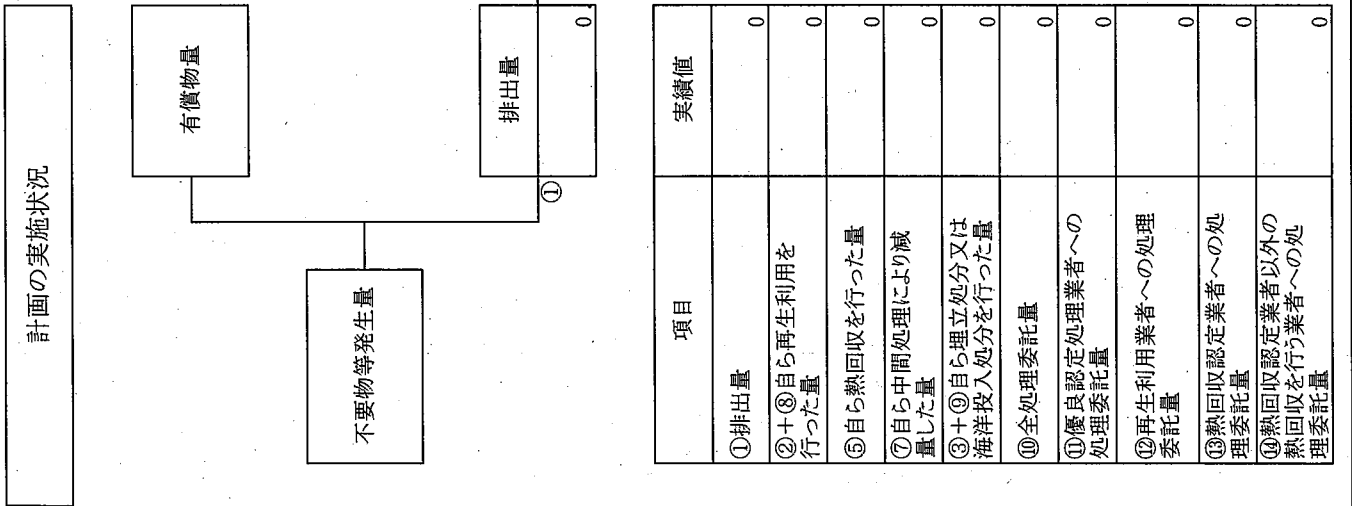 計画の実施状況
有償物量
不要物等発生量
①
排出量
0
項目
実績値
①排出量
0
②+⑧自ら再生利用を
行った量
0
⑤自ら熱回収を行った量
0
⑦自ら中間処理により減
量した量
0
③+⑨自ら埋立処分又は
海洋投入処分を行った量
0
⑩全処理委託量
0
⑪優良認定処理業者への
処理委託量
0
⑫再生利用業者への処理
委託量
0
⑬熱回収認定業者への処
理委託量
0
⑭熱回収認定業者以外の
熱回収を行う業者への処
理委託量
0